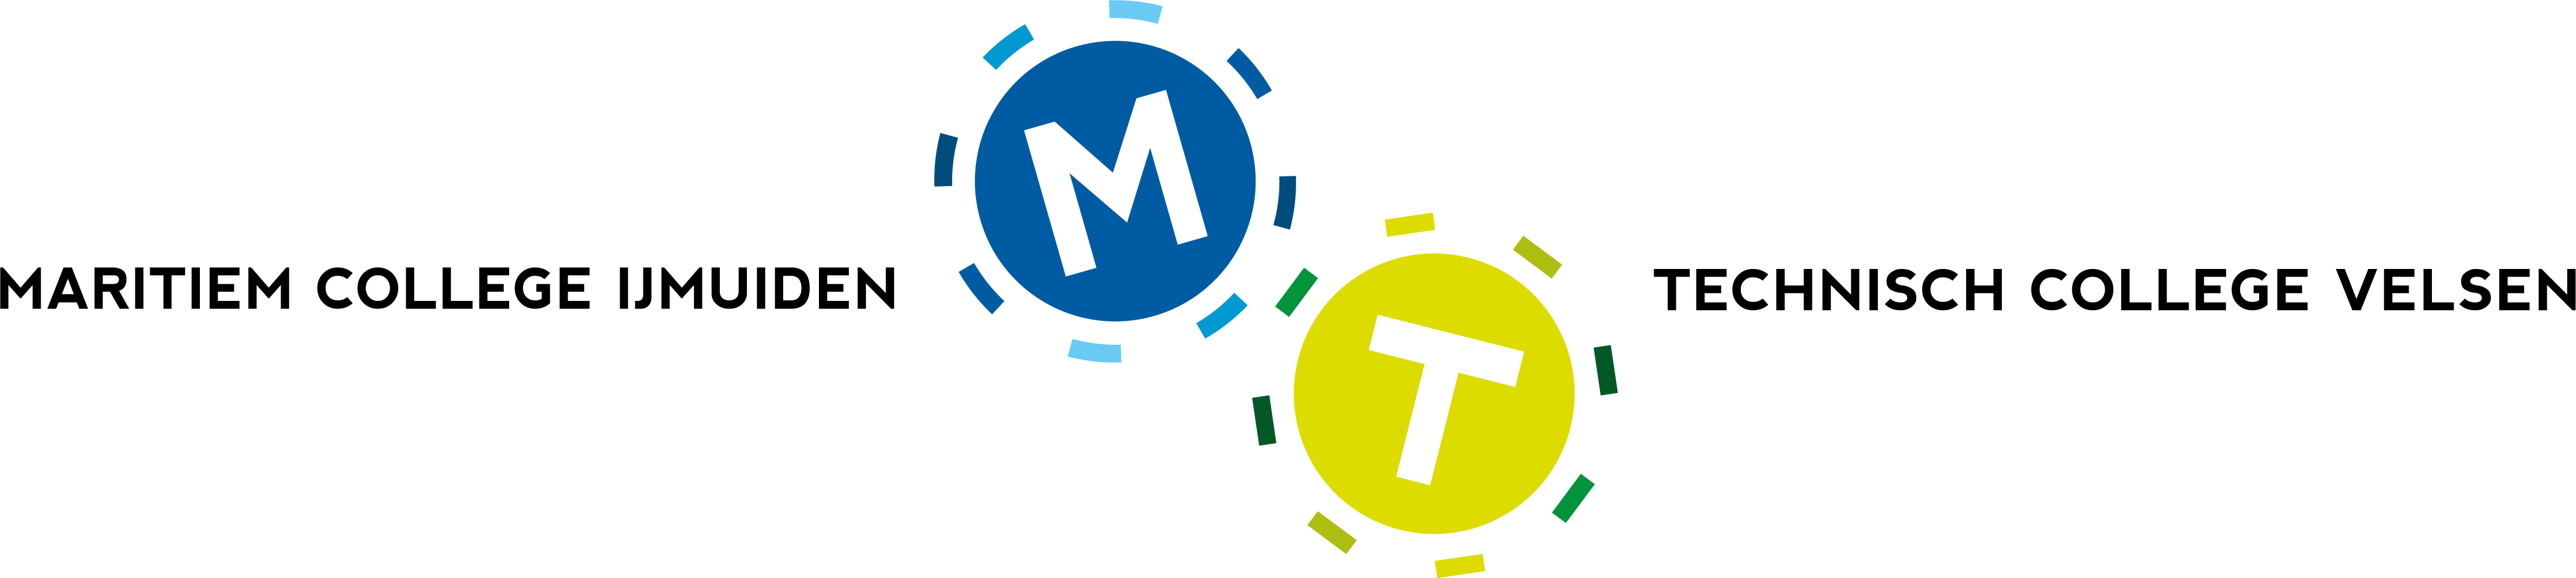 MARITIEM COLLEGE IJMUIDEN
M
T
TECHNISCH COLLEGE VELSEN